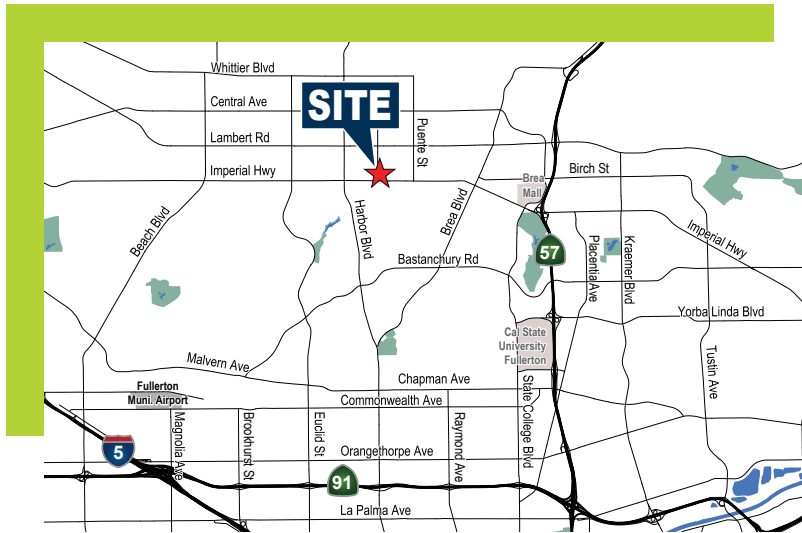 Whittier Blvd
Central Ave
SITE
Lambert Rd
Puente St
Imperial Hwy
Birch St
Brea
Mall
Beach Blvd
Harbor Blvd
Brea Blvd
Imperial Hwy
57
Placentia Ave
Kraemer Blvd
Bastanchury Rd
Yorba Linda Blvd
Cal State
University
Fullerton
Malvern Ave
Tustin Ave
Chapman Ave
Fullerton
Muni. Airport
Commonwealth Ave
State College Blvd
Magnolia Ave
Brookhurst St
Euclid St
Raymond Ave
Orangethorpe Ave
5
91
La Palma Ave